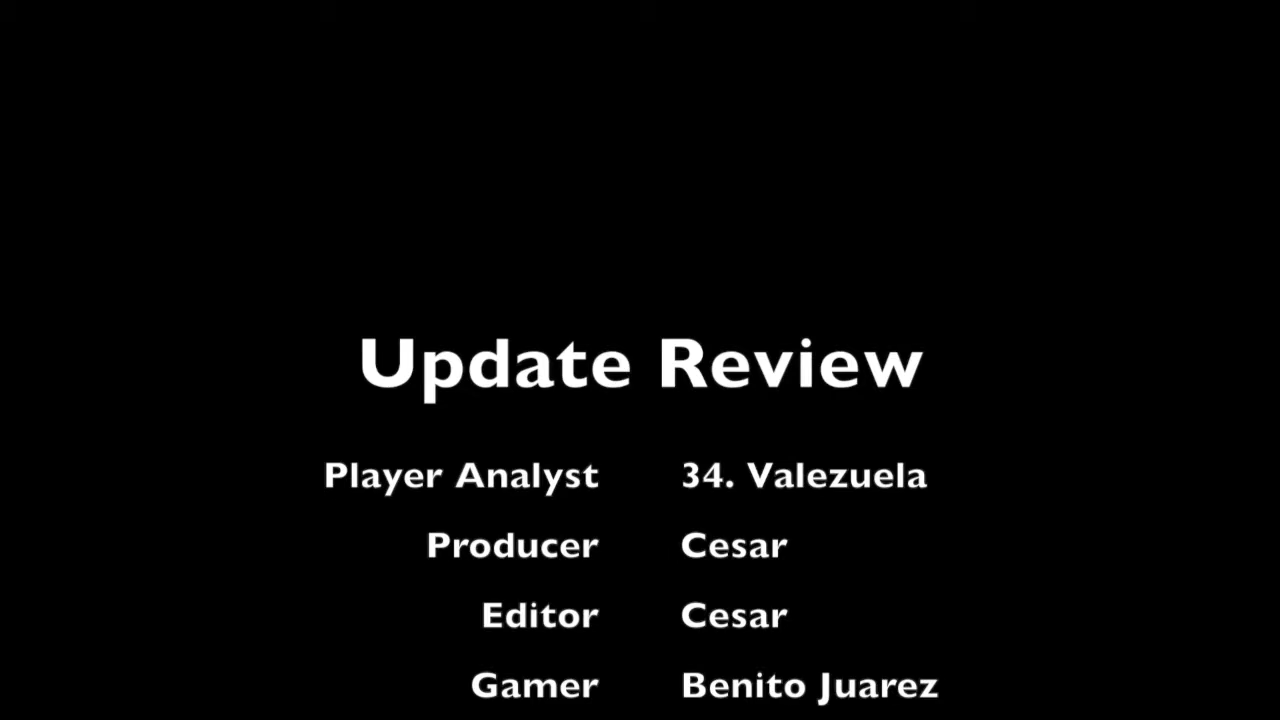 Update Review
Player Analyst 34. Valezuela
Producer Cesar
Editor Cesar
Gamer Benito Juarez